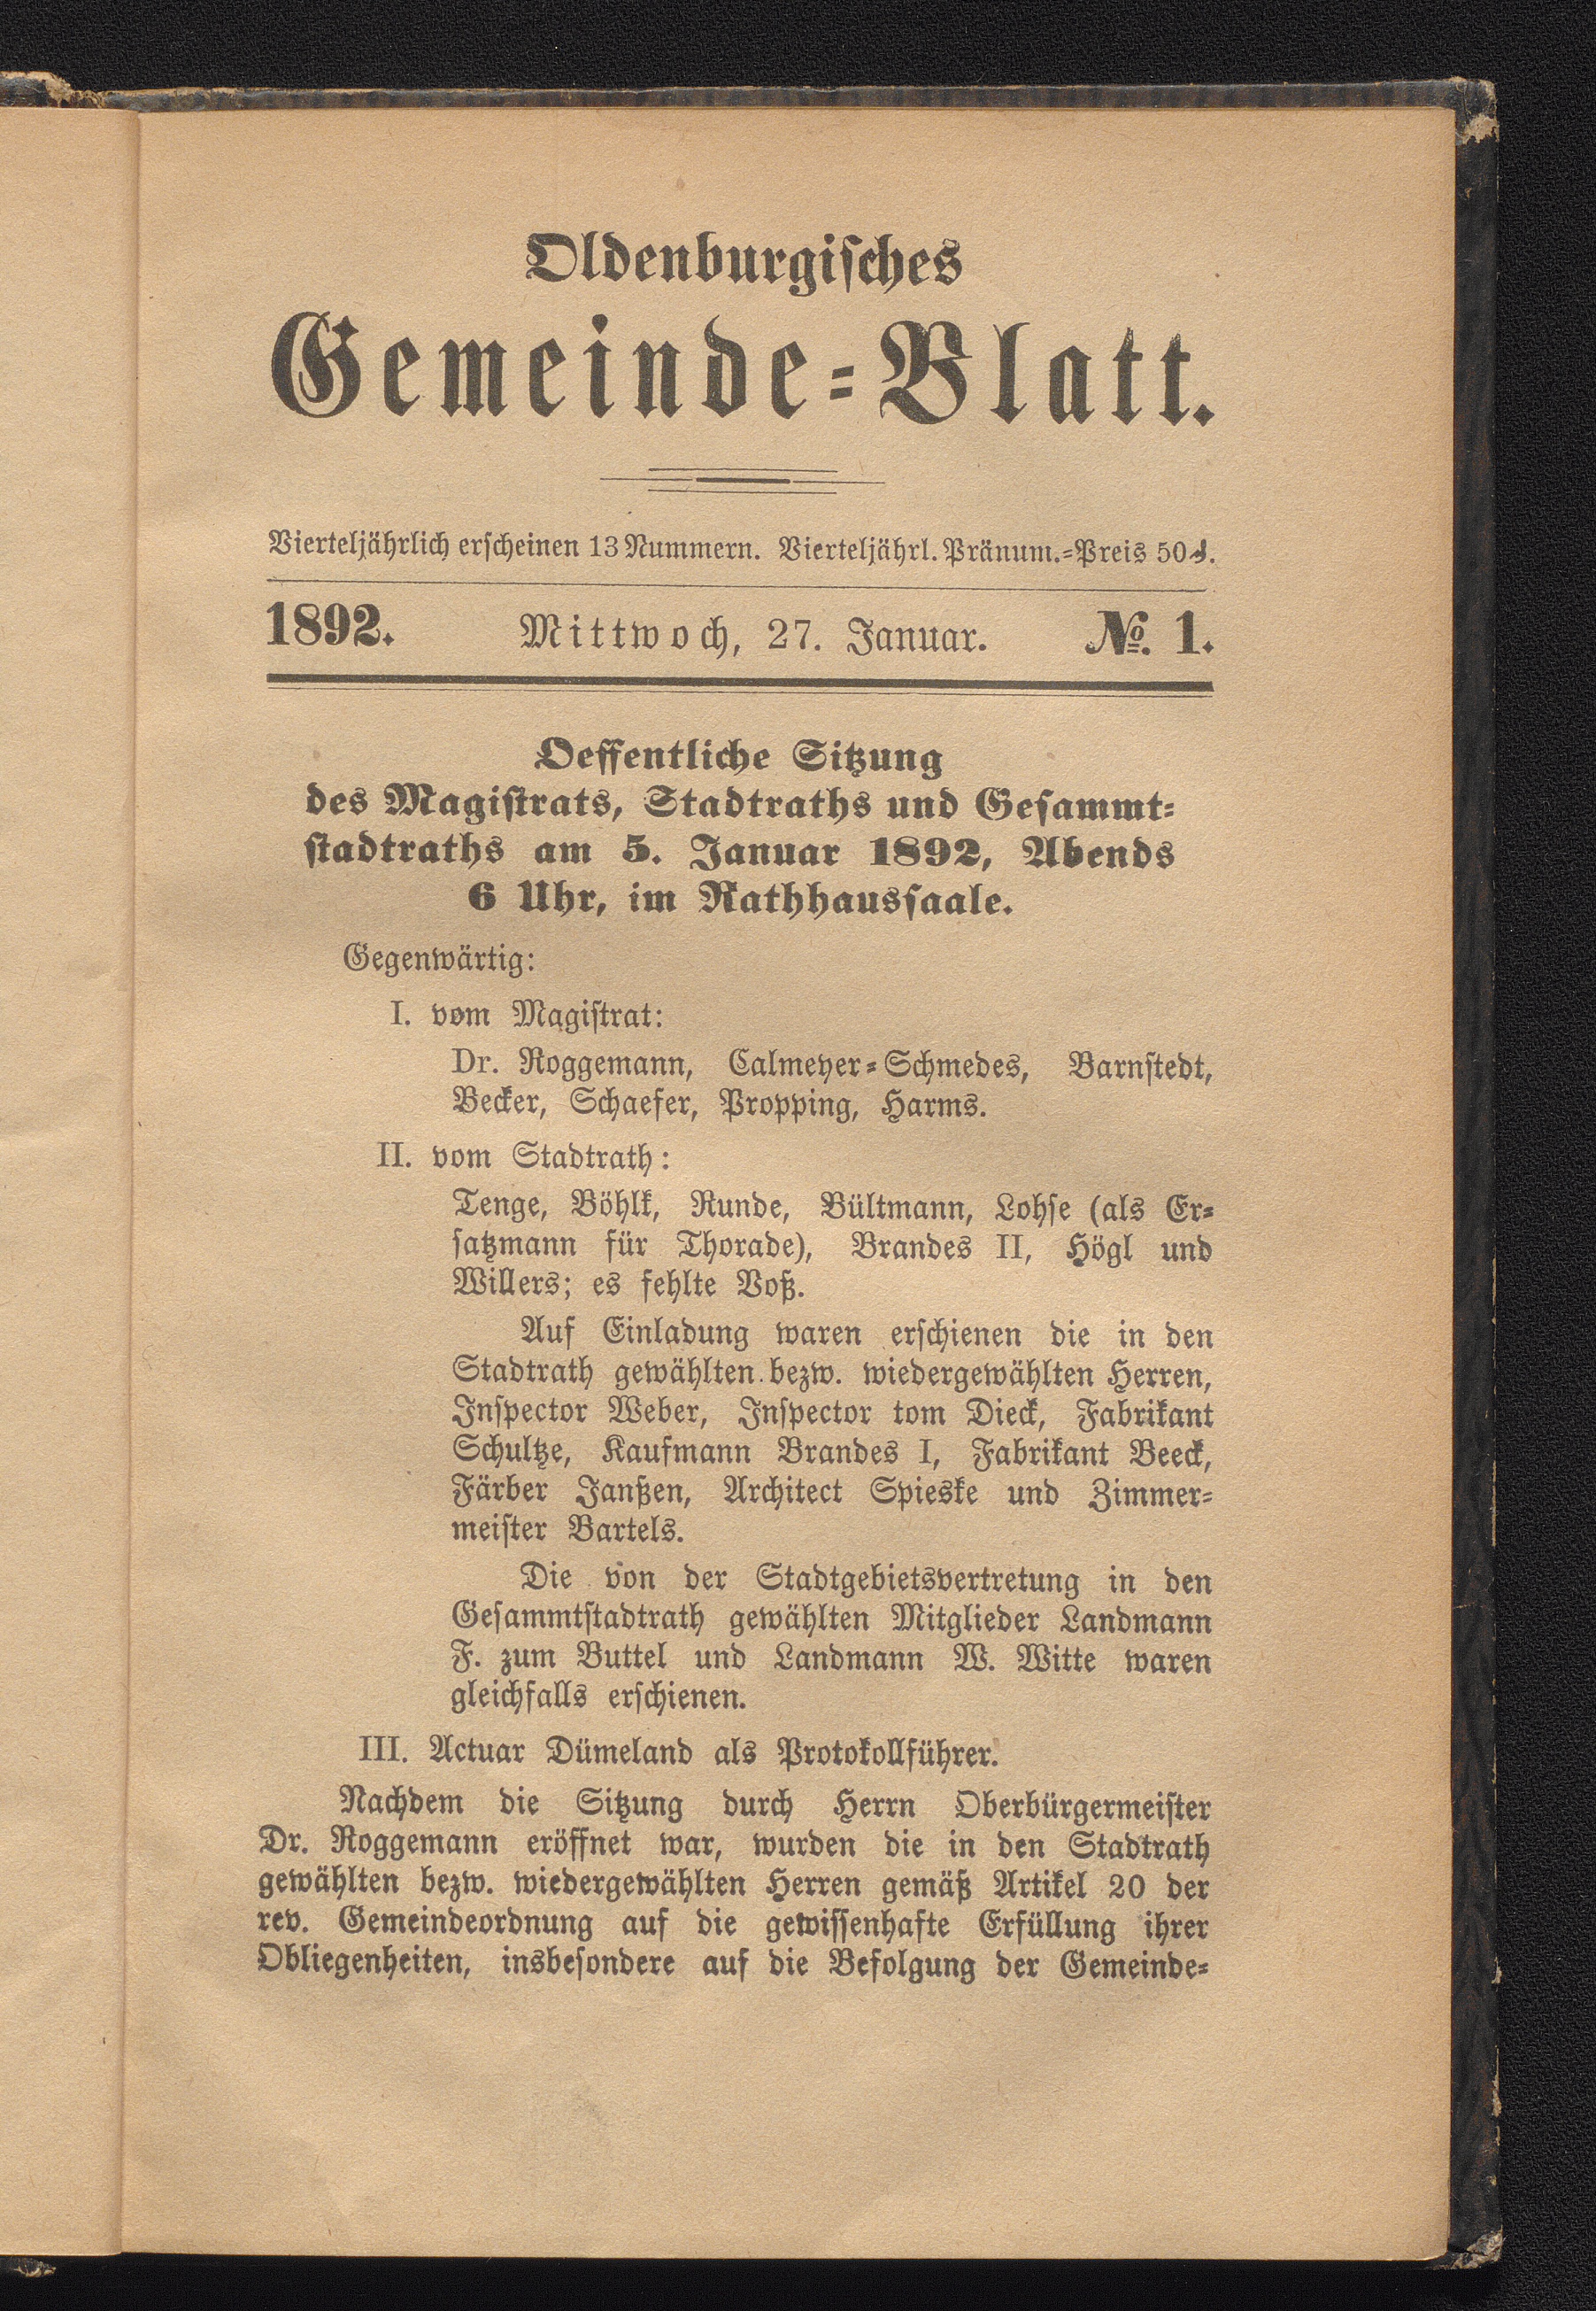 Oldenburgisches
Gemeinde-Blatt.
Vierteljährlich erscheinen 13 Nummern. Vierteljährl. Pränum.-Preis 50 ₰.
1892. Mittwoch, 27. Januar. №. 1.
Oeffentliche Sitzung
des Magistrats, Stadtraths und Gesammt-
stadtraths am 5. Januar 1892, Abends
6 Uhr, im Rathhaussaale.
Gegenwärtig:
I. vom Magistrat:
Dr. Roggemann, Calmeyer-Schmedes, Barnstedt,
Becker, Schaefer, Propping, Harms.
II. vom Stadtrath:
Tenge, Böhlk, Runde, Bültmann, Lohse (als Er-
satzmann für Thorade), Brandes II, Högl und
Willers; es fehlte Voß.
Auf Einladung waren erschienen die in den
Stadtrath gewählten bezw. wiedergewählten Herren,
Inspector Weber, Inspector tom Dieck, Fabrikant
Schultze, Kaufmann Brandes I, Fabrikant Beeck,
Färber Janßen, Architect Spieske und Zimmer-
meister Bartels.
Die von der Stadtgebietsvertretung in den
Gesammtstadtrath gewählten Mitglieder Landmann
F. zum Buttel und Landmann W. Witte waren
gleichfalls erschienen.
III. Actuar Dümeland als Protokollführer.
Nachdem die Sitzung durch Herrn Oberbürgermeister
Dr. Roggemann eröffnet war, wurden die in den Stadtrath
gewählten bezw. wiedergewählten Herren gemäß Artikel 20 der
rev. Gemeindeordnung auf die gewissenhafte Erfüllung ihrer
Obliegenheiten, insbesondere auf die Befolgung der Gemeinde-